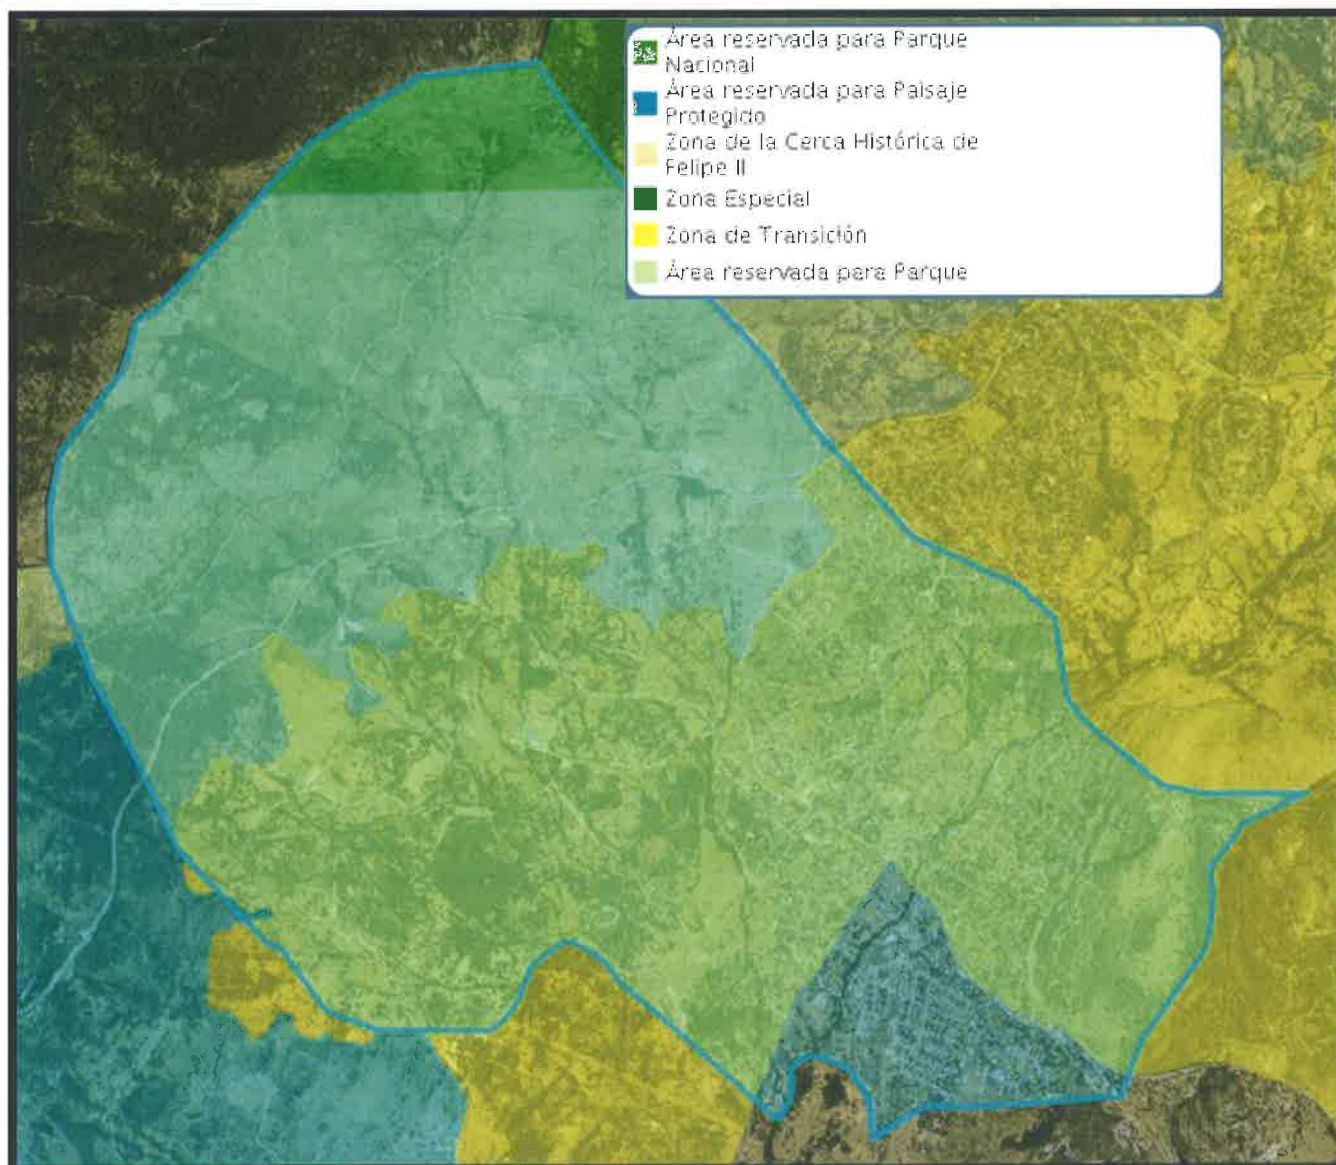 Área reservada para Parque
Nacional
Área reservada para Paisaje
Protegido
Zona de la Cerca Histórica de
Felipe II
Zona Especial
Zona de Transición
Área reservada para Parque